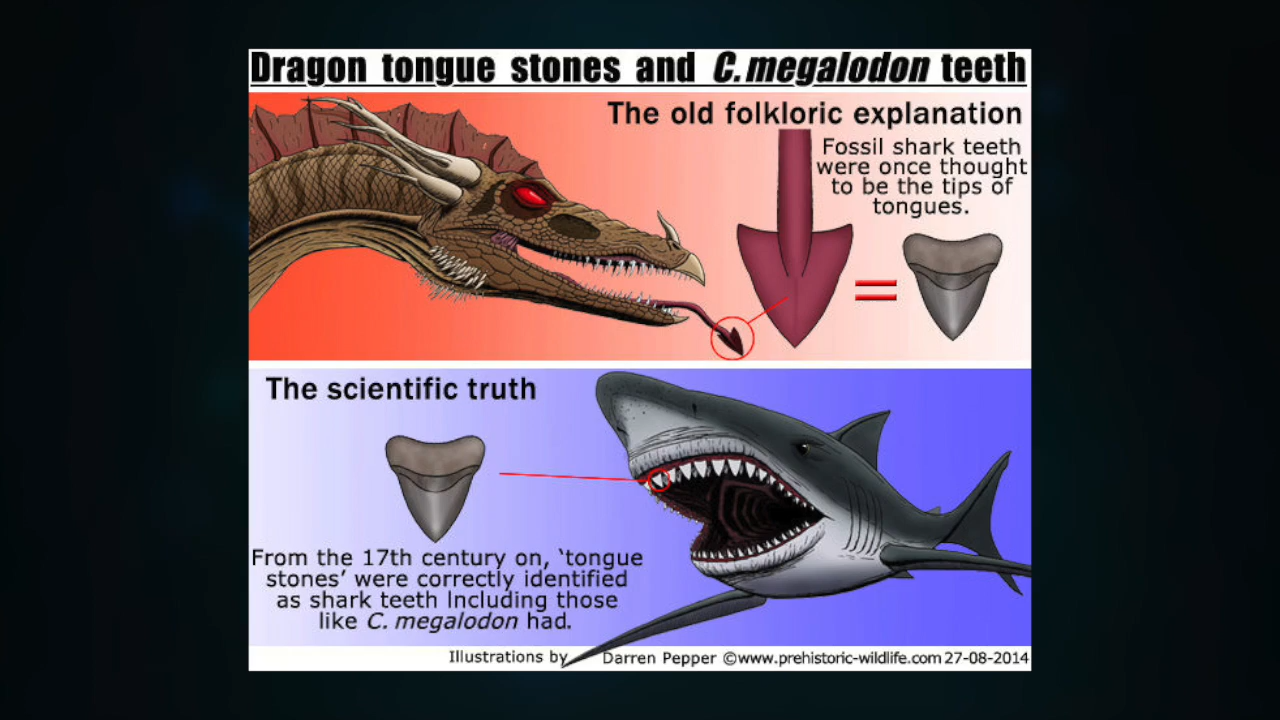 Dragon tongue stones and C. megalodon teeth
The old folkloric explanation
Fossil shark teeth
were once thought
to be the tips of
tongues.
The scientific truth
From the 17th century on, ‘tongue
stones’ were correctly identified
as shark teeth Including those
like C. megalodon had.
Illustrations by Darren Pepper ©www.prehistoric-wildlife.com 27-08-2014